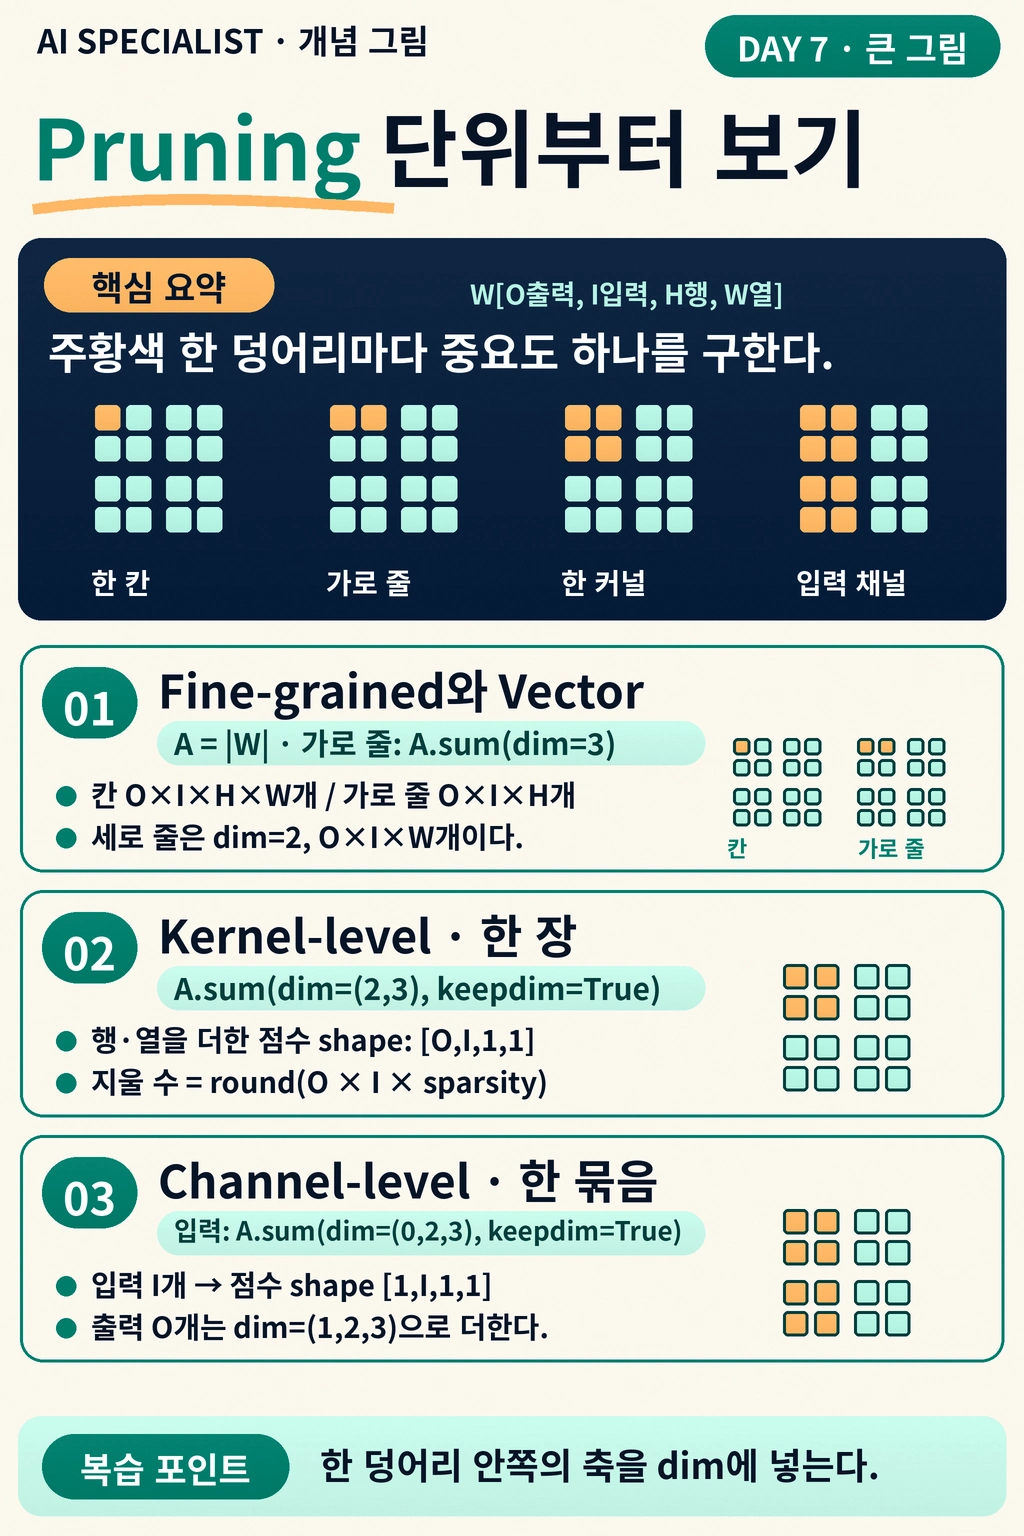 AI SPECIALIST · 개념 그림
DAY 7 · 큰 그림
Pruning 단위부터 보기
핵심 요약
W[O출력, I입력, H행, W열]
주황색 한 덩어리마다 중요도 하나를 구한다.
한 칸
가로 줄
한 커널
입력 채널
01
Fine-grained와 Vector
A = |W| · 가로 줄: A.sum(dim=3)
칸 O×I×H×W개 / 가로 줄 O×I×H개
세로 줄은 dim=2, O×I×W개이다.
칸
가로 줄
02
Kernel-level · 한 장
A.sum(dim=(2,3), keepdim=True)
행·열을 더한 점수 shape: [O,I,1,1]
지울 수 = round(O × I × sparsity)
03
Channel-level · 한 묶음
입력: A.sum(dim=(0,2,3), keepdim=True)
입력 I개 → 점수 shape [1,I,1,1]
출력 O개는 dim=(1,2,3)으로 더한다.
복습 포인트
한 덩어리 안쪽의 축을 dim에 넣는다.